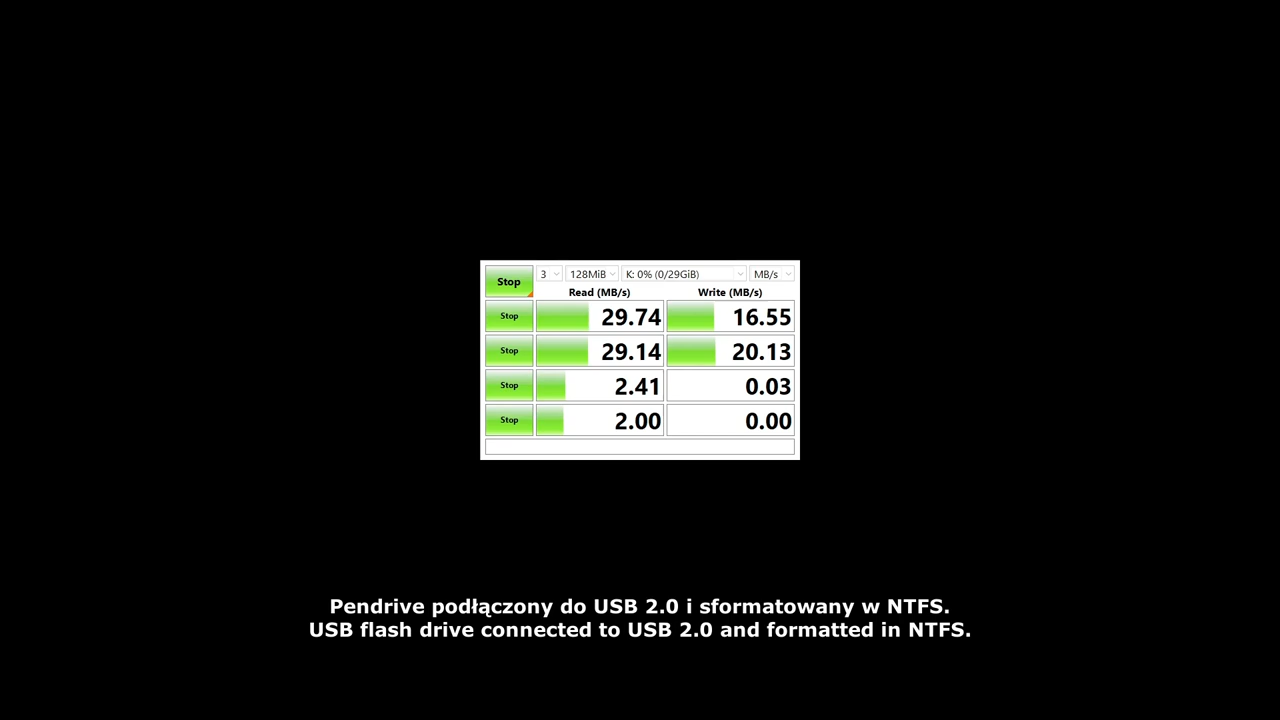 Stop 3 128MiB K: 0% (0/29GiB) MB/s
Read (MB/s) Write (MB/s)
Stop 29.74 16.55
Stop 29.14 20.13
Stop 2.41 0.03
Stop 2.00 0.00
Pendrive podłączony do USB 2.0 i sformatowany w NTFS.
USB flash drive connected to USB 2.0 and formatted in NTFS.